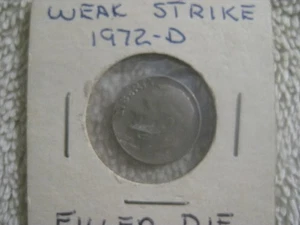 WEAK STRIKE
1972-D
FILLED DIE